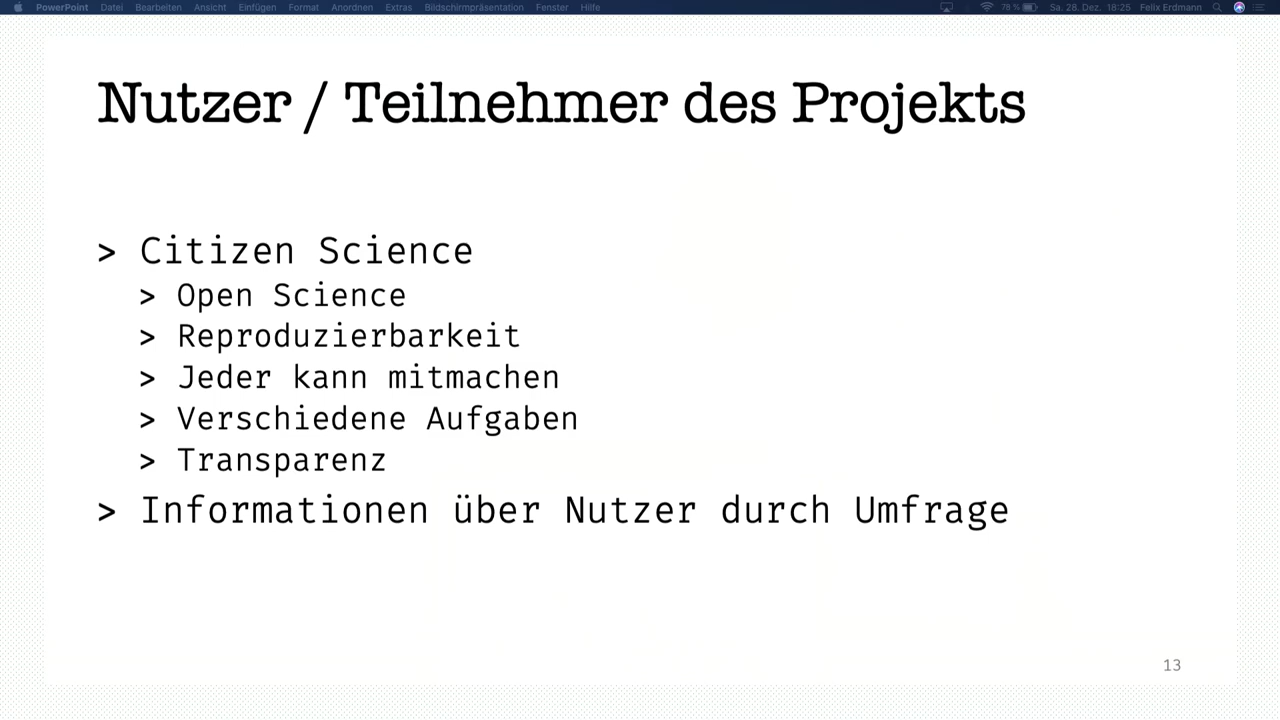 PowerPoint Datei Bearbeiten Ansicht Einfügen Format Anordnen Extras Bildschirmpräsentation Fenster Hilfe 78 % Sa. 28. Dez. 18:25 Felix Erdmann
Nutzer / Teilnehmer des Projekts
> Citizen Science
> Open Science
> Reproduzierbarkeit
> Jeder kann mitmachen
> Verschiedene Aufgaben
> Transparenz
> Informationen über Nutzer durch Umfrage
13